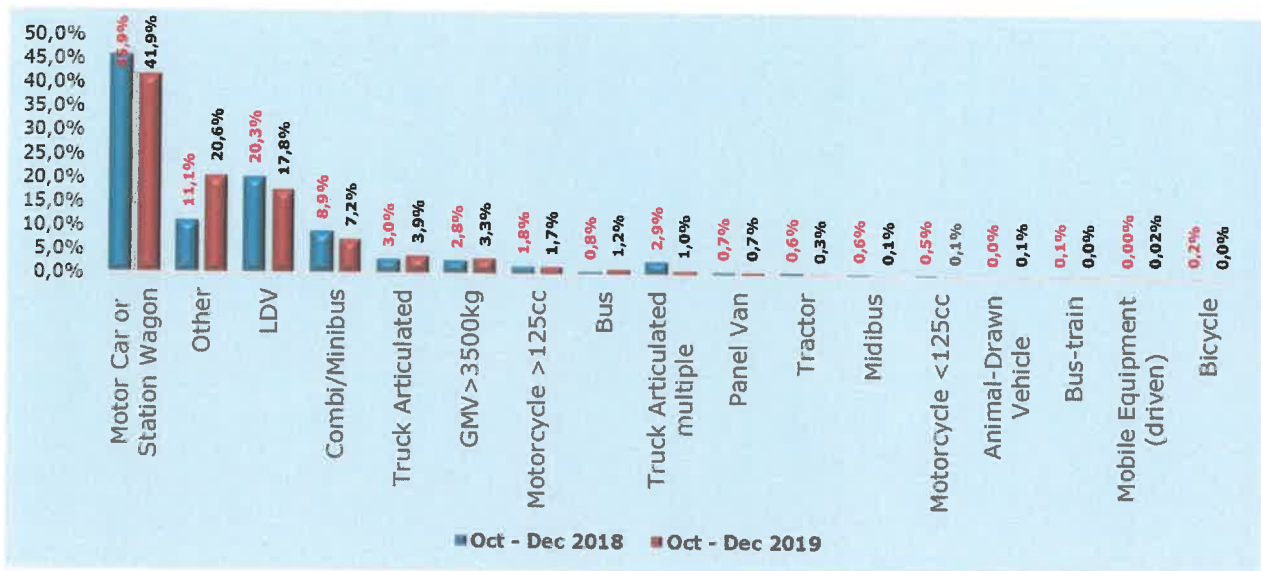 50,0%
45,0%
40,0%
35,0%
30,0%
25,0%
20,0%
15,0%
10,0%
5,0%
0,0%
45,9%
41,9%
11,1%
20,6%
20,3%
17,8%
8,9%
7,2%
3,0%
3,9%
2,8%
3,3%
1,8%
1,7%
0,8%
1,2%
2,9%
1,0%
0,7%
0,7%
0,6%
0,3%
0,6%
0,1%
0,5%
0,1%
0,0%
0,1%
0,1%
0,0%
0,00%
0,02%
0,2%
0,0%
Motor Car or
Station Wagon
Other
LDV
Combi/Minibus
Truck Articulated
GMV>3500kg
Motorcycle >125cc
Bus
Truck Articulated
multiple
Panel Van
Tractor
Midibus
Motorcycle <125cc
Animal-Drawn
Vehicle
Bus-train
Mobile Equipment
(driven)
Bicycle
Oct - Dec 2018
Oct - Dec 2019